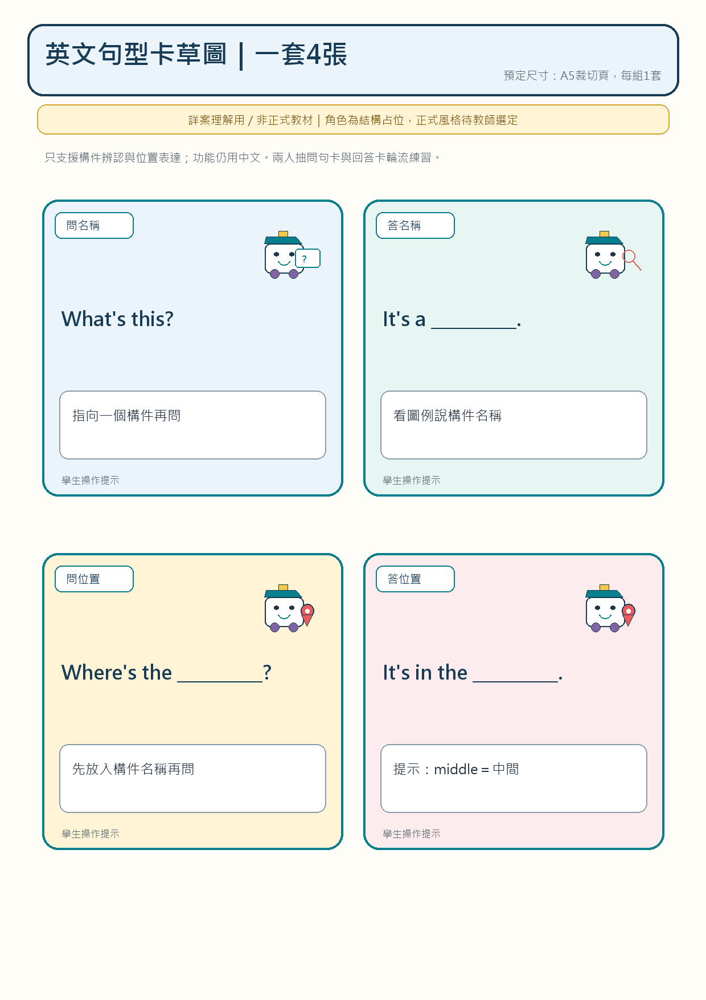 英文句型卡草圖 | 一套4張
預定尺寸：A5裁切頁，每組1套
詳案理解用 / 非正式教材 | 角色為結構占位，正式風格待教師選定
只支援構件辨認與位置表達；功能仍用中文。兩人抽問句卡與回答卡輪流練習。
問名稱
?
What's this?
指向一個構件再問
學生操作提示
答名稱
It's a __________.
看圖例說構件名稱
學生操作提示
問位置
Where's the __________?
先放入構件名稱再問
學生操作提示
答位置
It's in the __________.
提示：middle = 中間
學生操作提示